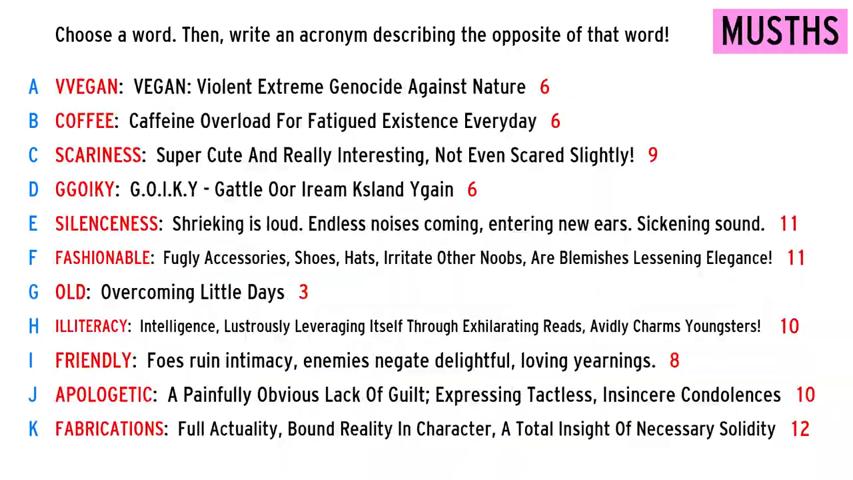 Choose a word. Then, write an acronym describing the opposite of that word!
MUSTHS
A VVEGAN: VEGAN: Violent Extreme Genocide Against Nature 6
B COFFEE: Caffeine Overload For Fatigued Existence Everyday 6
C SCARINESS: Super Cute And Really Interesting, Not Even Scared Slightly! 9
D GGOIKY: G.O.I.K.Y - Gattle Oor Iream Ksland Ygain 6
E SILENCENESS: Shrieking is loud. Endless noises coming, entering new ears. Sickening sound. 11
F FASHIONABLE: Fugly Accessories, Shoes, Hats, Irritate Other Noobs, Are Blemishes Lessening Elegance! 11
G OLD: Overcoming Little Days 3
H ILLITERACY: Intelligence, Lustrously Leveraging Itself Through Exhilarating Reads, Avidly Charms Youngsters! 10
I FRIENDLY: Foes ruin intimacy, enemies negate delightful, loving yearnings. 8
J APOLOGETIC: A Painfully Obvious Lack Of Guilt; Expressing Tactless, Insincere Condolences 10
K FABRICATIONS: Full Actuality, Bound Reality In Character, A Total Insight Of Necessary Solidity 12